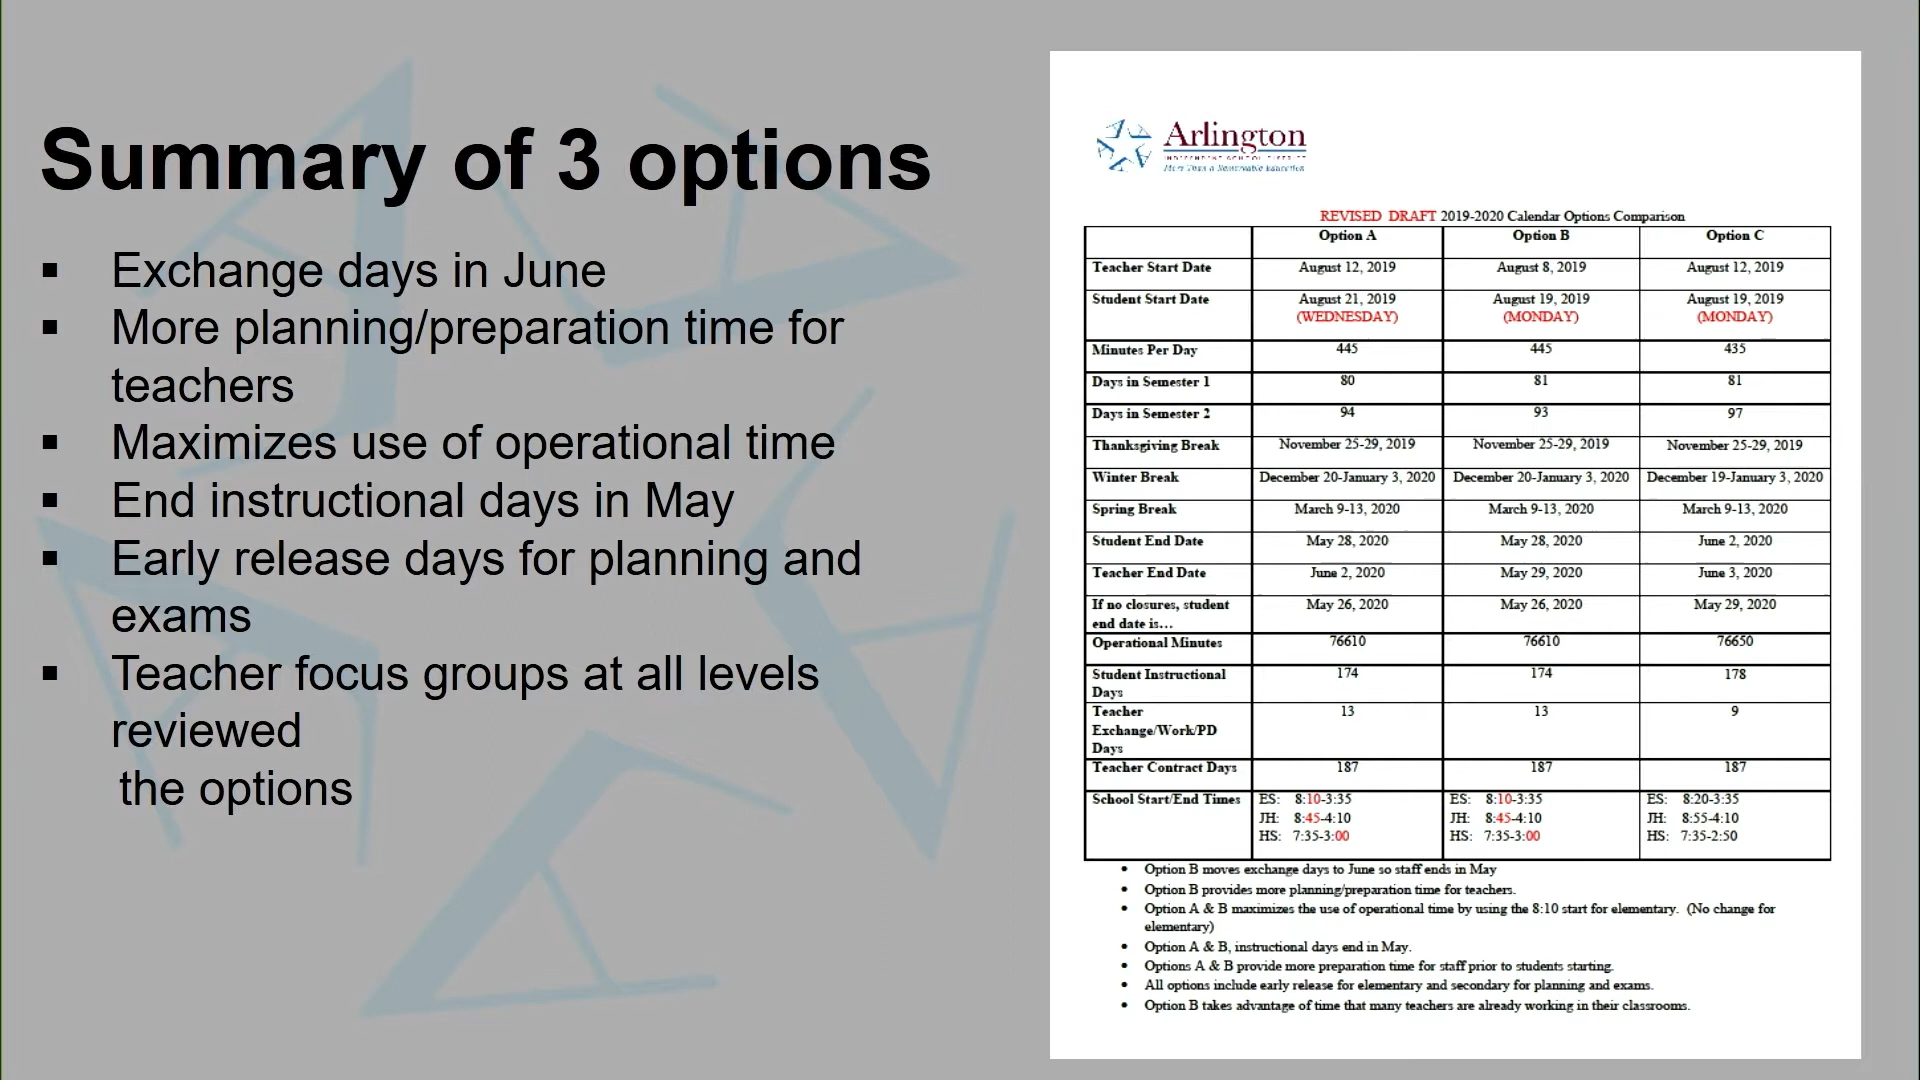 Summary of 3 options
▪ Exchange days in June
▪ More planning/preparation time for
teachers
▪ Maximizes use of operational time
▪ End instructional days in May
▪ Early release days for planning and
exams
▪ Teacher focus groups at all levels
reviewed
the options
Arlington
INDEPENDENT SCHOOL DISTRICT
More Than a Remarkable Education
REVISED DRAFT 2019-2020 Calendar Options Comparison
Option A Option B Option C
Teacher Start Date August 12, 2019 August 8, 2019 August 12, 2019
Student Start Date August 21, 2019 August 19, 2019 August 19, 2019
(WEDNESDAY) (MONDAY) (MONDAY)
Minutes Per Day 445 445 435
Days in Semester 1 80 81 81
Days in Semester 2 94 93 97
Thanksgiving Break November 25-29, 2019 November 25-29, 2019 November 25-29, 2019
Winter Break December 20-January 3, 2020 December 20-January 3, 2020 December 19-January 3, 2020
Spring Break March 9-13, 2020 March 9-13, 2020 March 9-13, 2020
Student End Date May 28, 2020 May 28, 2020 June 2, 2020
Teacher End Date June 2, 2020 May 29, 2020 June 3, 2020
If no closures, student May 26, 2020 May 26, 2020 May 29, 2020
end date is...
Operational Minutes 76610 76610 76650
Student Instructional 174 174 178
Days
Teacher 13 13 9
Exchange/Work/PD
Days
Teacher Contract Days 187 187 187
School Start/End Times ES: 8:10-3:35 ES: 8:10-3:35 ES: 8:20-3:35
JH: 8:45-4:10 JH: 8:45-4:10 JH: 8:55-4:10
HS: 7:35-3:00 HS: 7:35-3:00 HS: 7:35-2:50
• Option B moves exchange days to June so staff ends in May
• Option B provides more planning/preparation time for teachers.
• Option A & B maximizes the use of operational time by using the 8:10 start for elementary. (No change for
elementary)
• Option A & B, instructional days end in May.
• Options A & B provide more preparation time for staff prior to students starting.
• All options include early release for elementary and secondary for planning and exams.
• Option B takes advantage of time that many teachers are already working in their classrooms.